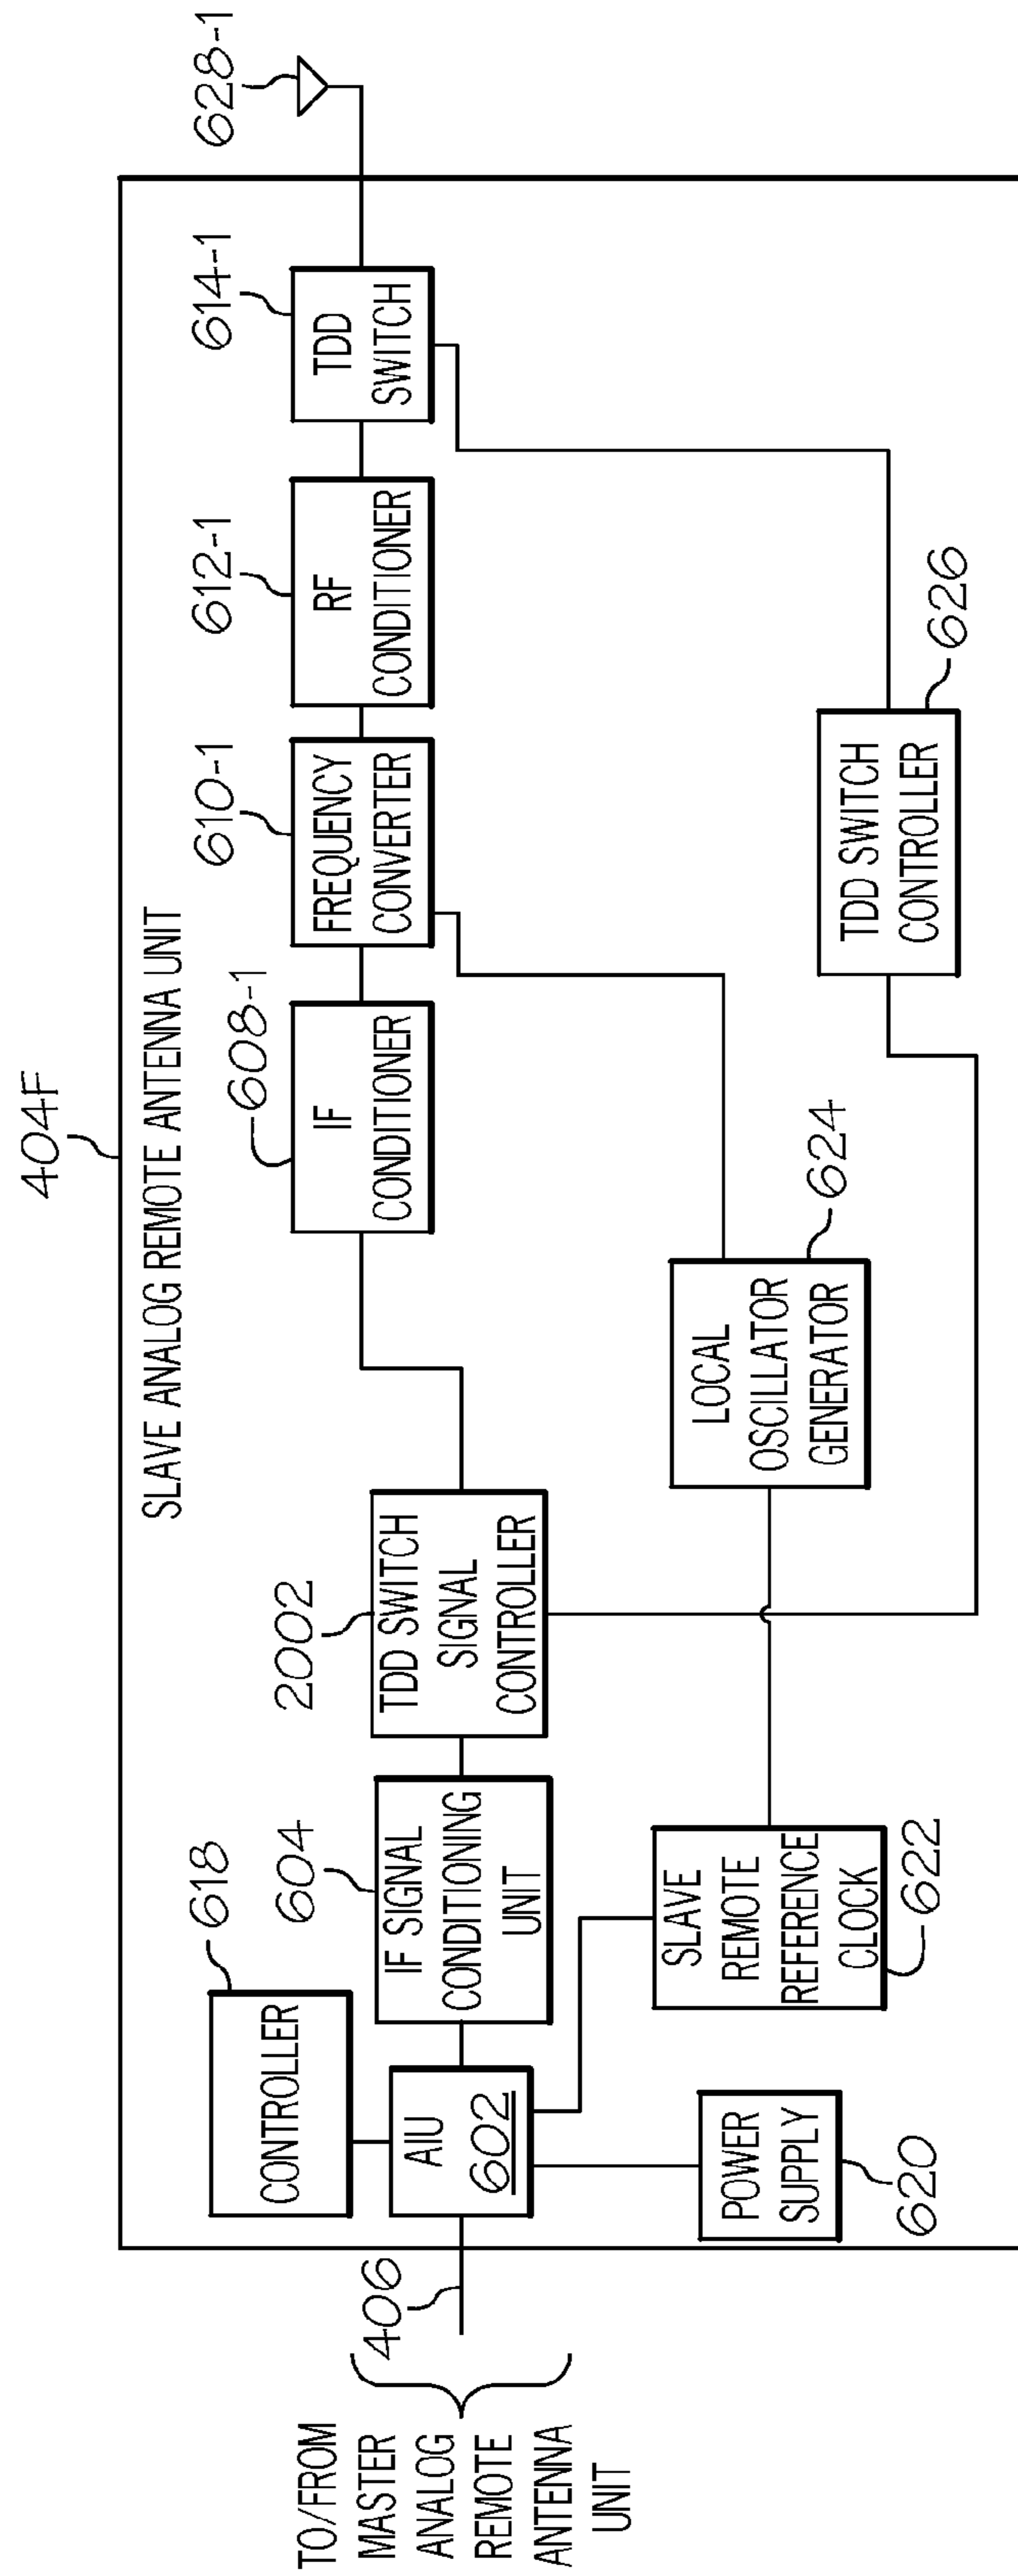 404F
SLAVE ANALOG REMOTE ANTENNA UNIT
628-1
614-1
TDD
SWITCH
612-1
RF
CONDITIONER
610-1
FREQUENCY
CONVERTER
608-1
IF
CONDITIONER
2002
TDD SWITCH
SIGNAL
CONTROLLER
604
IF SIGNAL
CONDITIONING
UNIT
618
CONTROLLER
AIU
602
406
TO/FROM
MASTER
ANALOG
REMOTE
ANTENNA
UNIT
POWER
SUPPLY
620
SLAVE
REMOTE
REFERENCE
CLOCK
622
LOCAL
OSCILLATOR
GENERATOR
624
TDD SWITCH
CONTROLLER
626